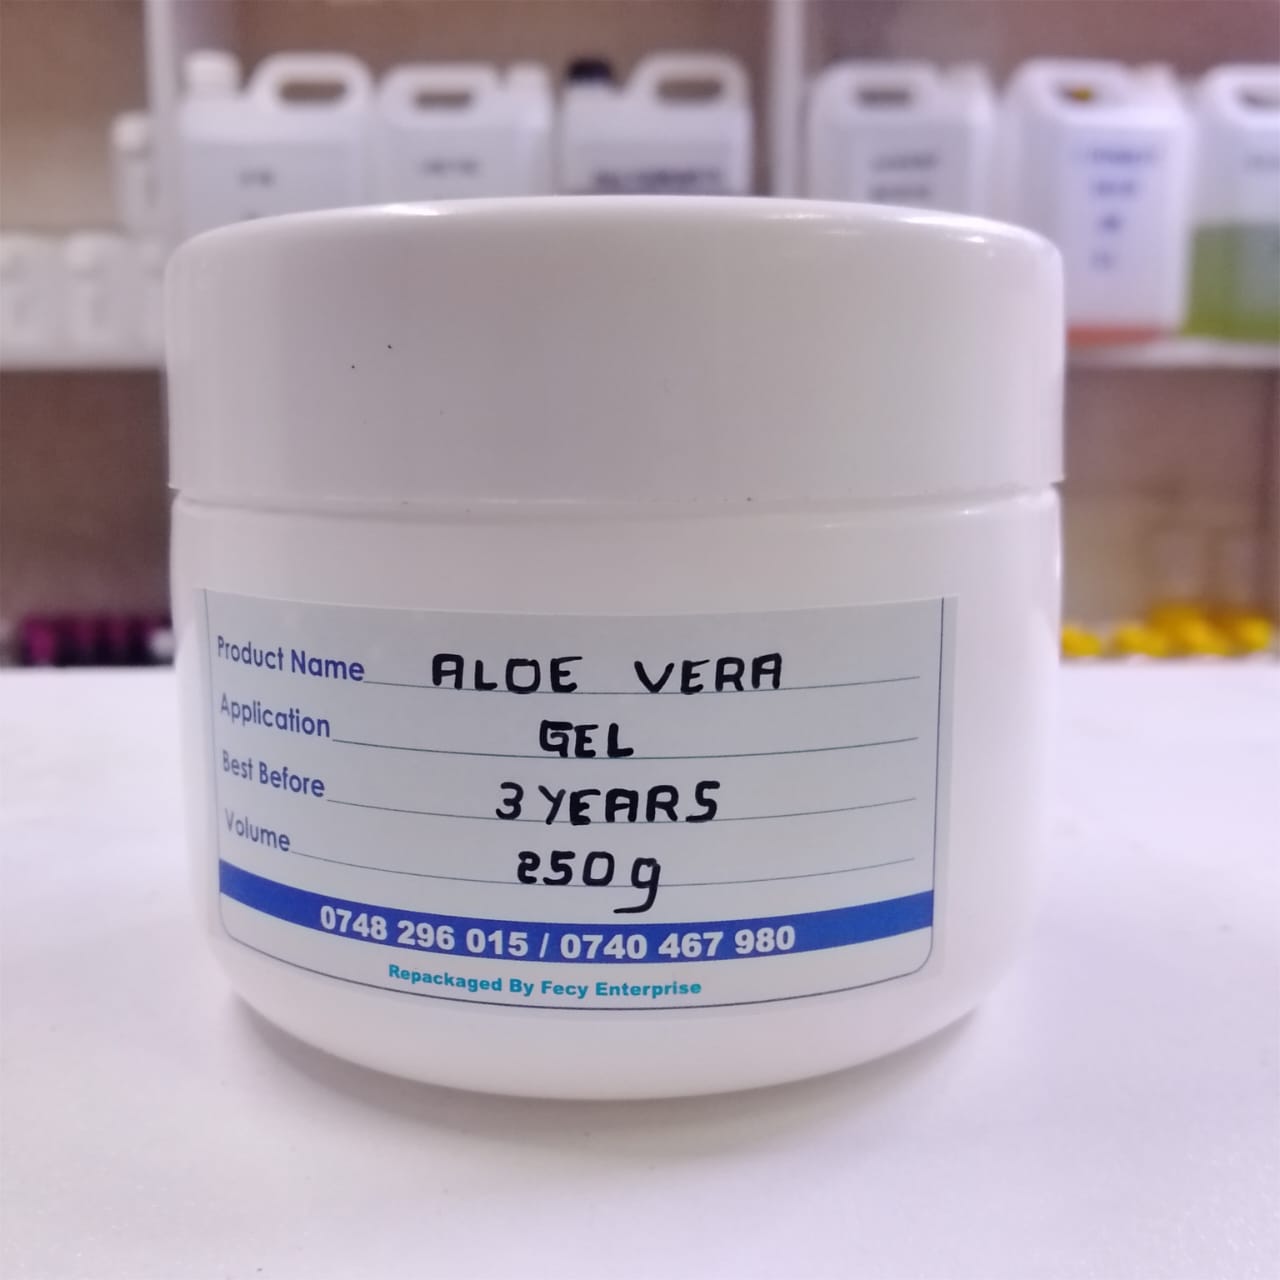 Product Name ALOE VERA
Application GEL
Best Before 3 YEARS
Volume 250g
0748 296 015 / 0740 467 980
Repackaged By Fecy Enterprise